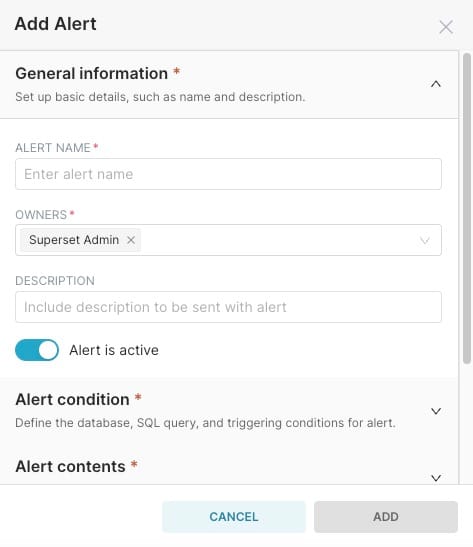 Add Alert
General information *
Set up basic details, such as name and description.
ALERT NAME*
Enter alert name
OWNERS*
Superset Admin
DESCRIPTION
Include description to be sent with alert
Alert is active
Alert condition *
Define the database, SQL query, and triggering conditions for alert.
Alert contents *
CANCEL ADD